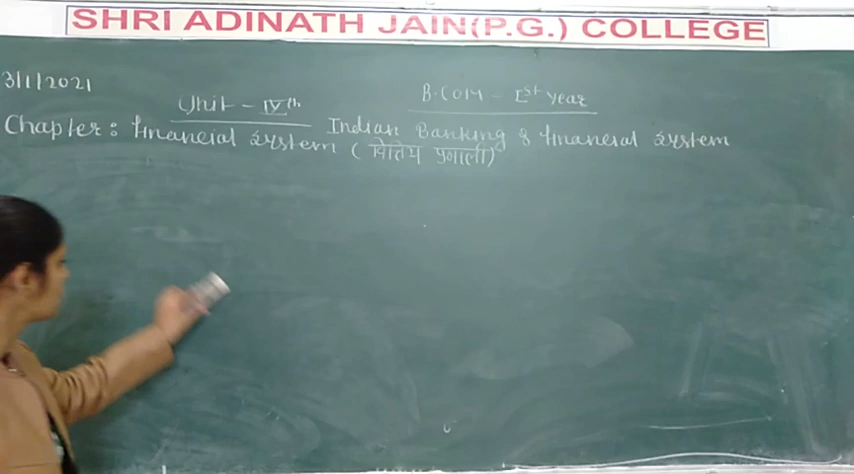 SHRI ADINATH JAIN(P.G.) COLLEGE
3/1/2021
Unit - IVth B.COM - Ist year
Indian Banking & financial system
Chapter: financial system (वित्तिय प्रणाली)